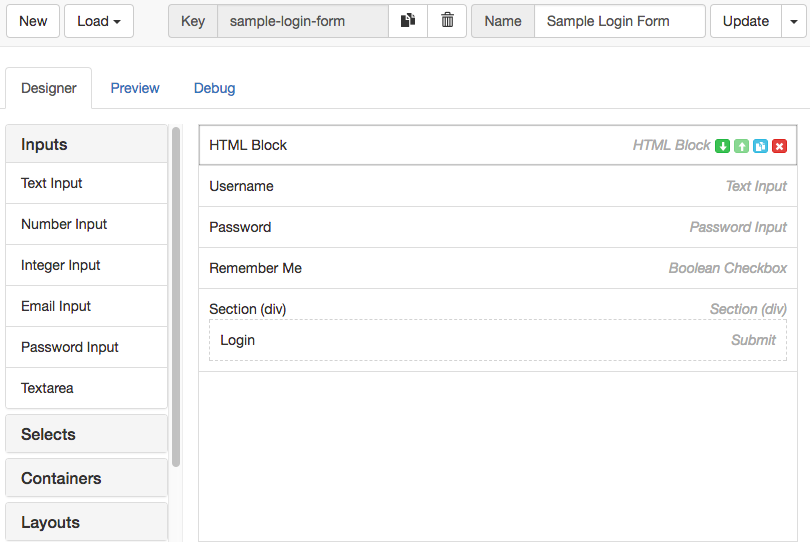 New Load Key sample-login-form Name Sample Login Form Update
Designer Preview Debug
Inputs
Text Input
Number Input
Integer Input
Email Input
Password Input
Textarea
Selects
Containers
Layouts
HTML Block HTML Block
Username Text Input
Password Password Input
Remember Me Boolean Checkbox
Section (div) Section (div)
Login Submit